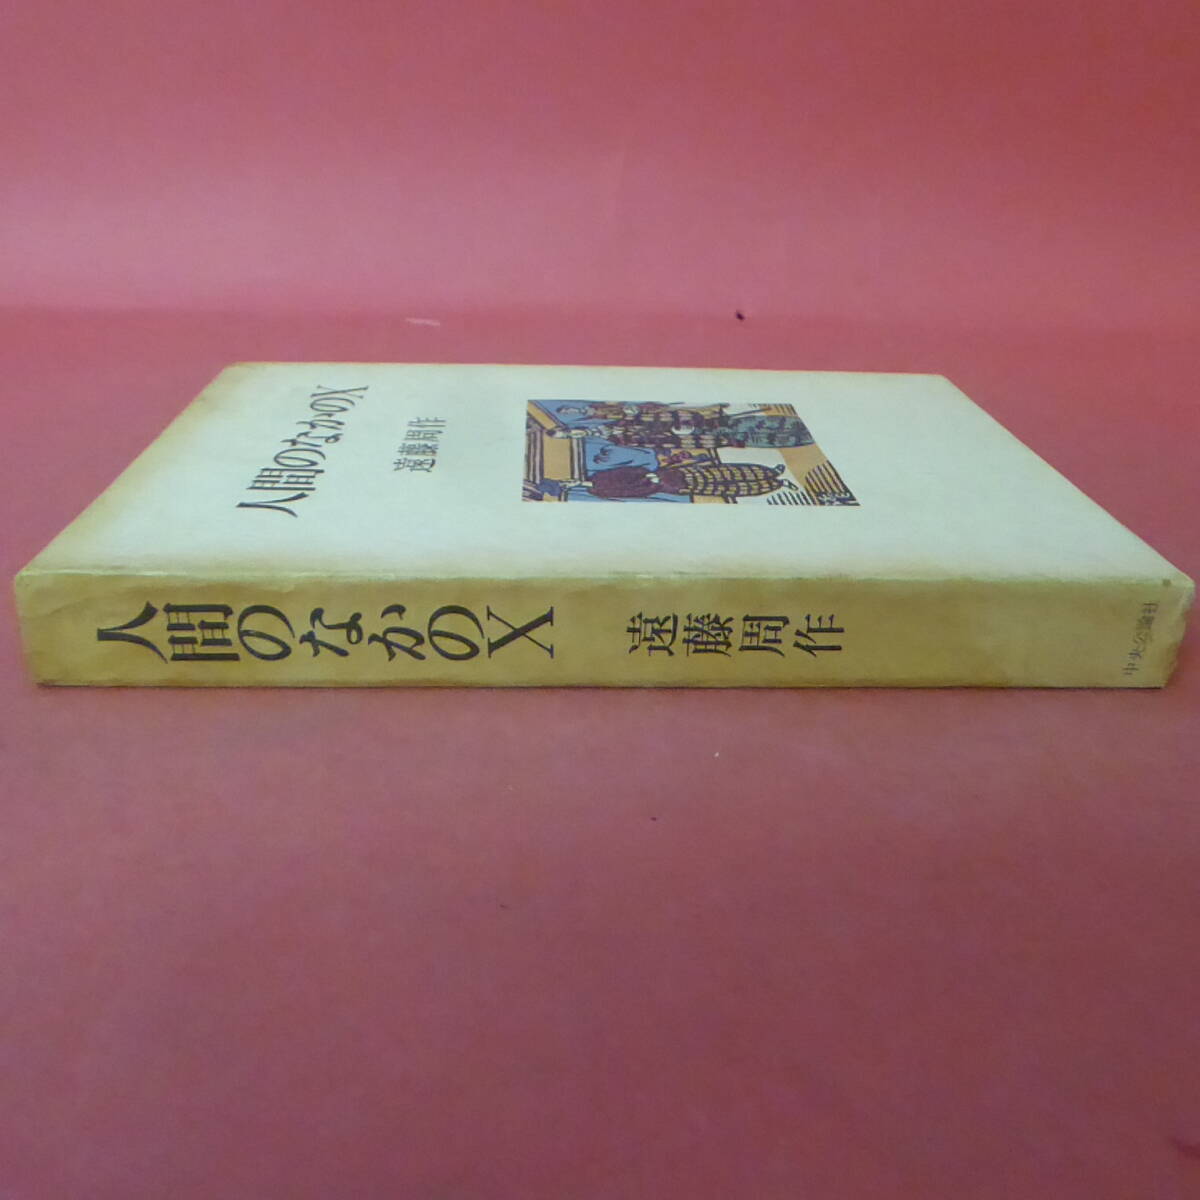 人間のなかのX
遠藤周作
人間のなかのX
遠藤周作
中央公論社